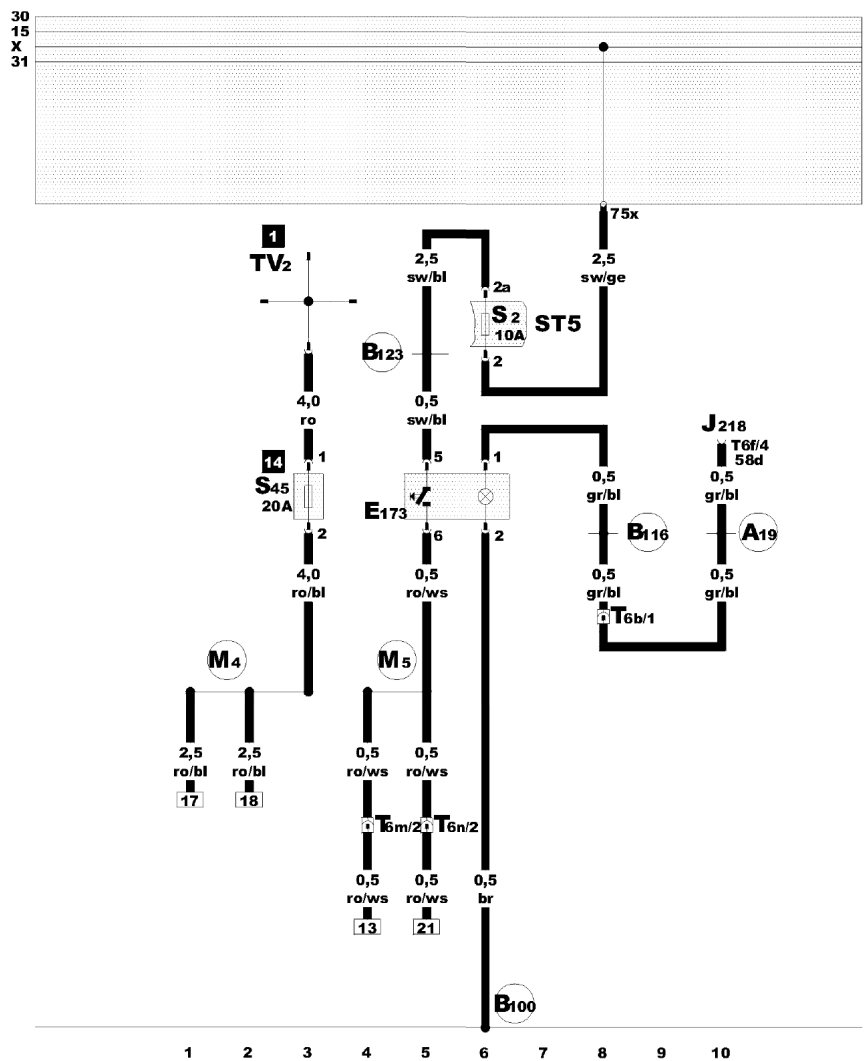 30
15
X
31
75x
1
TV2
2,5
sw/bl
2,5
sw/ge
2a
S2
10A
ST5
B123
2
4,0
ro
0,5
sw/bl
J218
T6f/4
58d
14
1
5
1
S45
20A
E173
0,5
gr/bl
0,5
gr/bl
2
6
2
B116
A19
4,0
ro/bl
0,5
ro/ws
0,5
gr/bl
0,5
gr/bl
T6b/1
M4
M5
2,5
ro/bl
2,5
ro/bl
0,5
ro/ws
0,5
ro/ws
17
18
T6m/2
T6n/2
0,5
ro/ws
0,5
ro/ws
0,5
br
13
21
B100
1 2 3 4 5 6 7 8 9 10